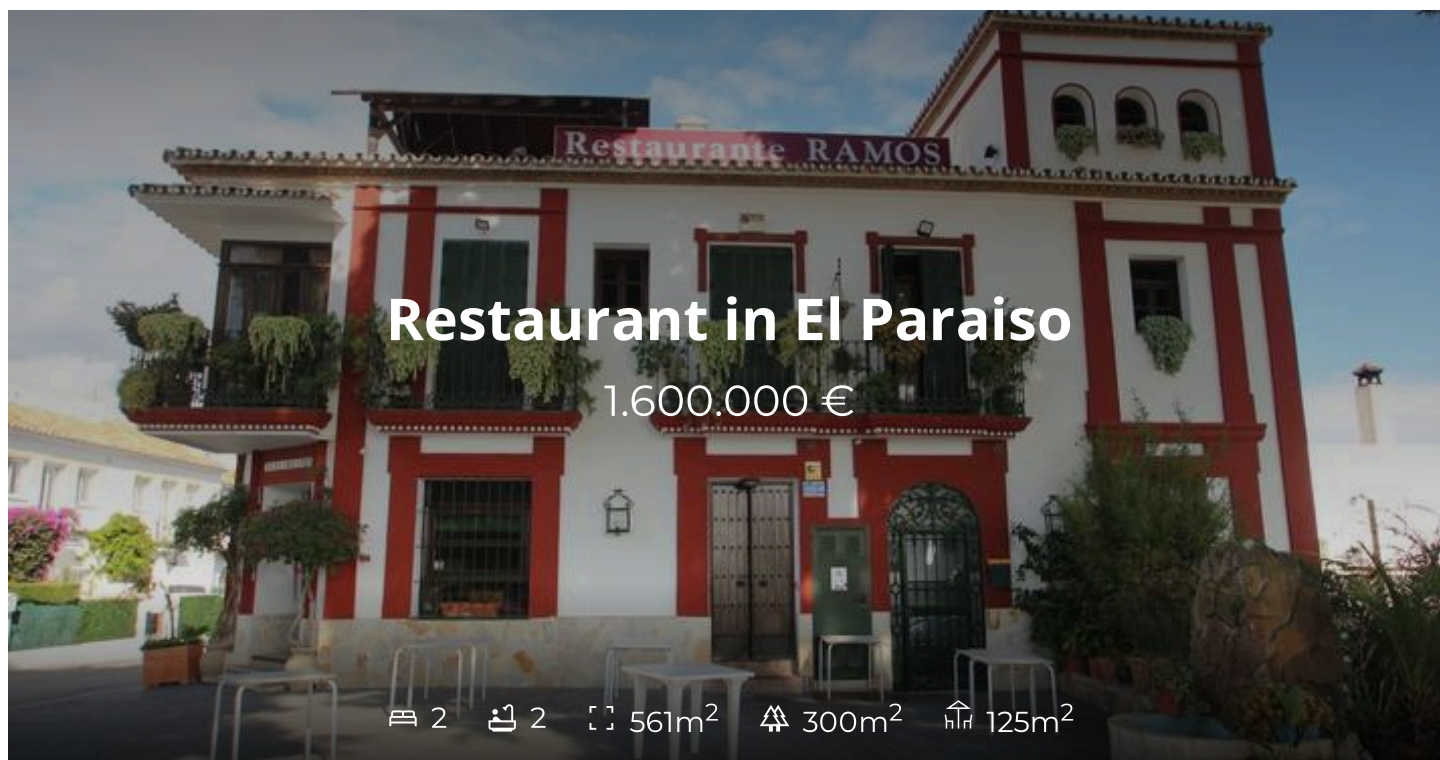 Restaurante RAMOS
Restaurant in El Paraiso
1.600.000 €
2 2 561m² 300m² 125m²